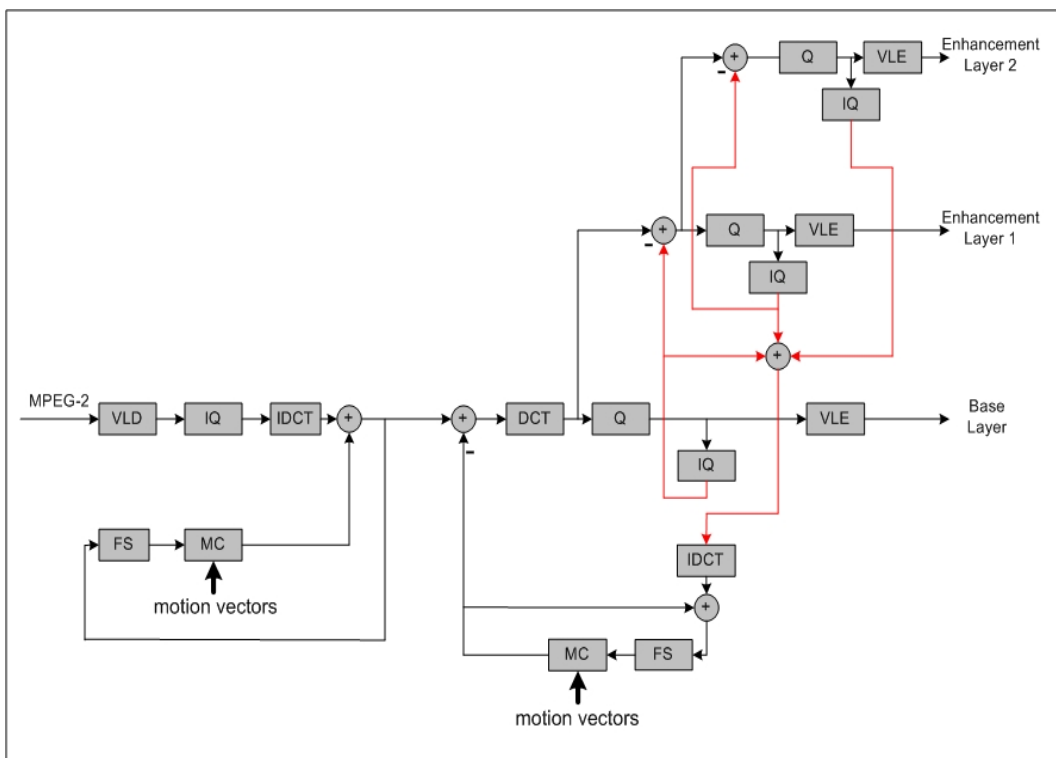 Enhancement
Layer 2
Q
VLE
IQ
Enhancement
Layer 1
+
-
Q
VLE
IQ
+
-
+
MPEG-2
VLD
IQ
IDCT
+
+
-
DCT
Q
VLE
Base
Layer
IQ
FS
MC
motion vectors
IDCT
+
MC
FS
motion vectors